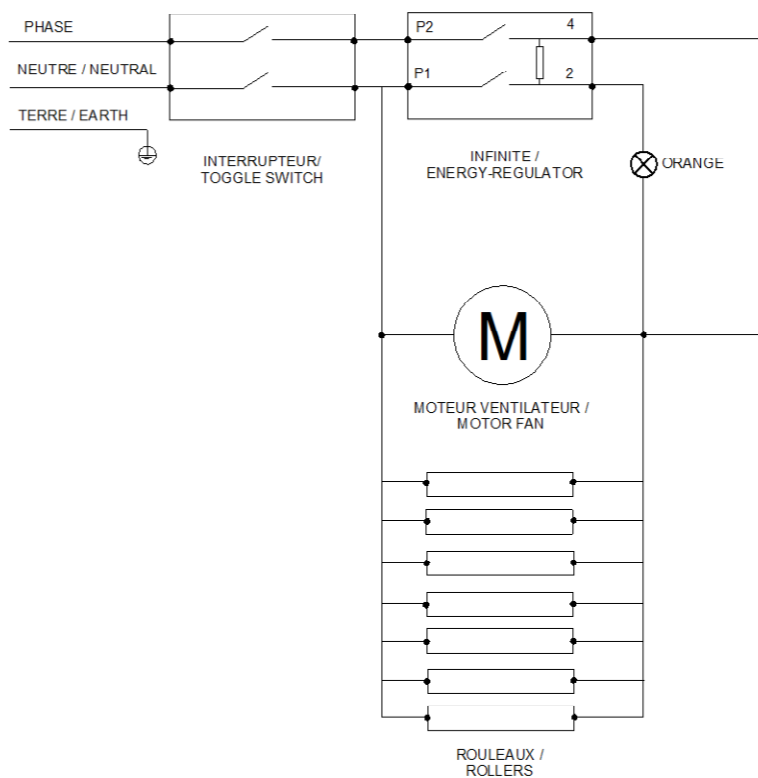 PHASE
NEUTRE / NEUTRAL
TERRE / EARTH
INTERRUPTEUR/
TOGGLE SWITCH
P2
4
P1
2
INFINITE /
ENERGY-REGULATOR
ORANGE
M
MOTEUR VENTILATEUR /
MOTOR FAN
ROULEAUX /
ROLLERS